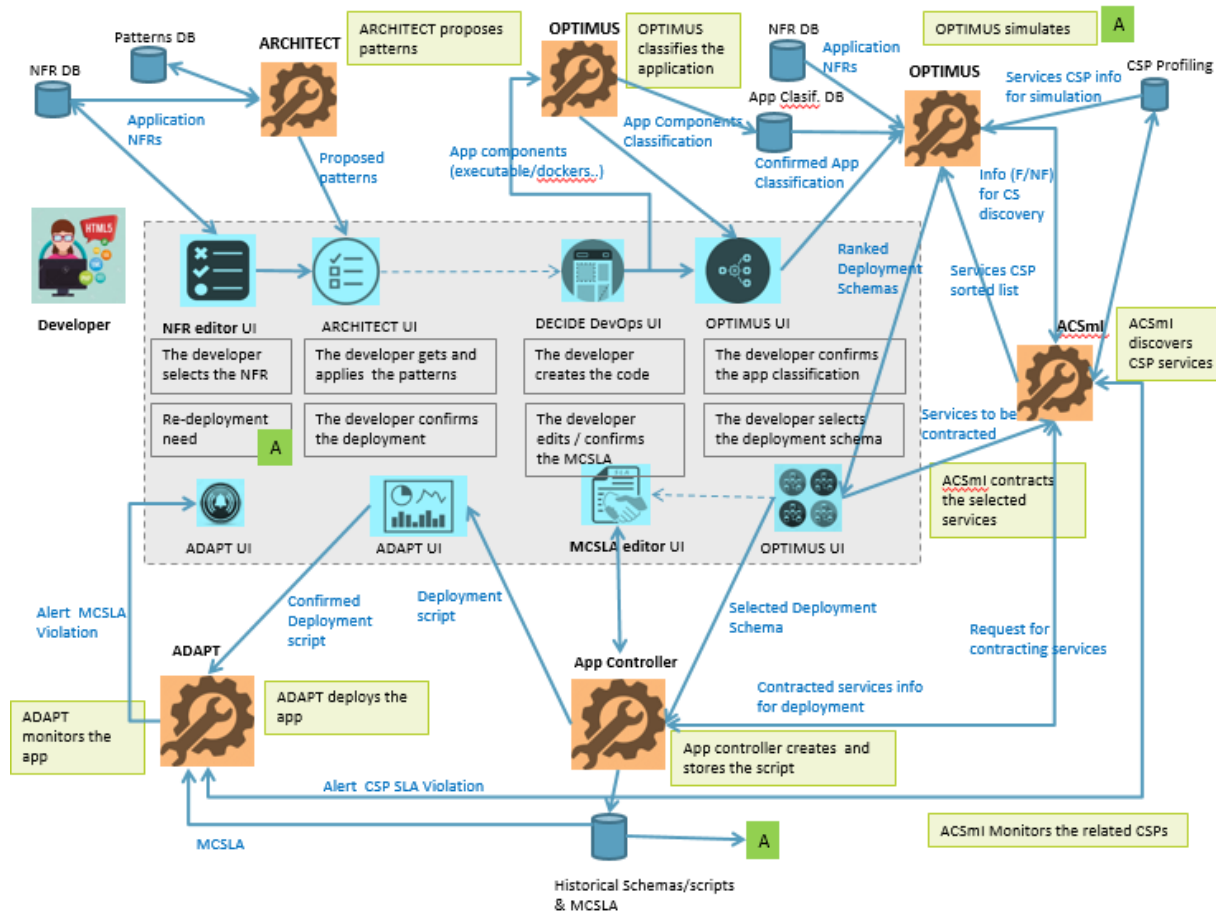 Patterns DB
ARCHITECT
ARCHITECT proposes
patterns
OPTIMUS
OPTIMUS
classifies the
application
NFR DB
Application
NFRs
OPTIMUS simulates
A
NFR DB
OPTIMUS
Services CSP info
for simulation
CSP Profiling
App Clasif. DB
Application
NFRs
App Components
Classification
Proposed
patterns
App components
(executable/dockers..)
Confirmed App
Classification
Info (F/NF)
for CS
discovery
HTML5
Developer
Ranked
Deployment
Schemas
Services CSP
sorted list
NFR editor UI
ARCHITECT UI
DECIDE DevOps UI
OPTIMUS UI
ACSmI
ACSmI
discovers
CSP services
The developer
selects the NFR
The developer gets and
applies the patterns
The developer
creates the code
The developer confirms
the app classification
Re-deployment
need
A
The developer confirms
the deployment
The developer
edits / confirms
the MCSLA
The developer selects
the deployment schema
Services to be
contracted
SLA
ACSmI contracts
the selected
services
ADAPT UI
ADAPT UI
MCSLA editor UI
OPTIMUS UI
Alert MCSLA
Violation
Confirmed
Deployment
script
Deployment
script
Selected Deployment
Schema
Request for
contracting services
ADAPT
App Controller
ADAPT deploys the
app
Contracted services info
for deployment
ADAPT
monitors the
app
App controller creates and
stores the script
Alert CSP SLA Violation
MCSLA
A
ACSmI Monitors the related CSPs
Historical Schemas/scripts
& MCSLA